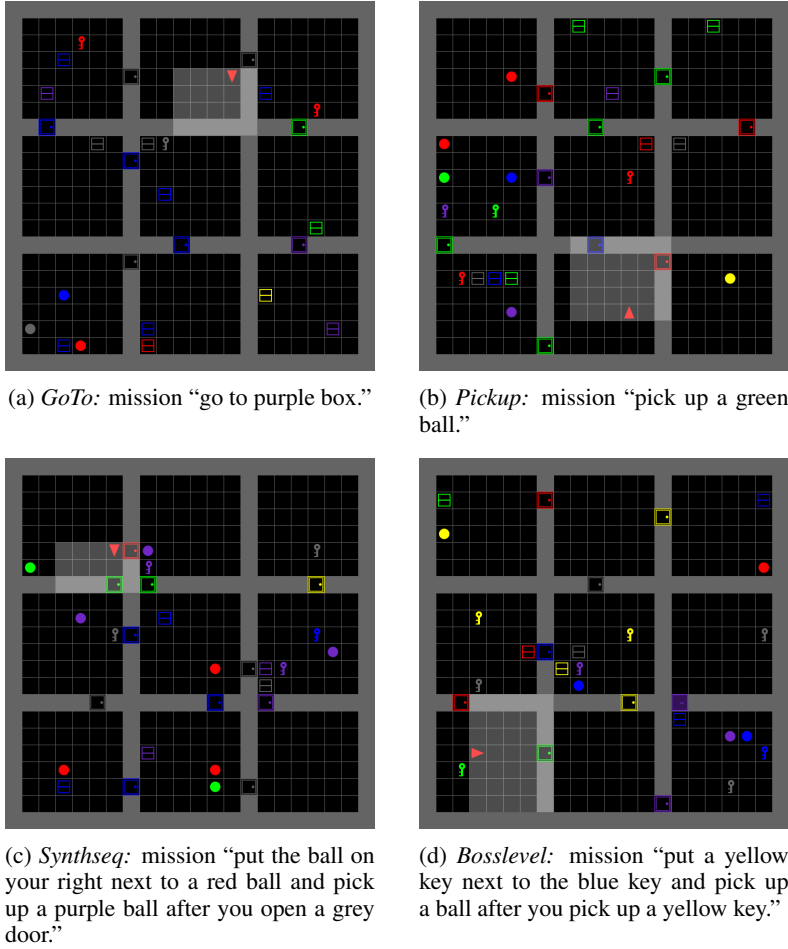 (a) GoTo: mission “go to purple box.”
(b) Pickup: mission “pick up a green
ball.”
(c) Synthseq: mission “put the ball on
your right next to a red ball and pick
up a purple ball after you open a grey
door.”
(d) Bosslevel: mission “put a yellow
key next to the blue key and pick up
a ball after you pick up a yellow key.”